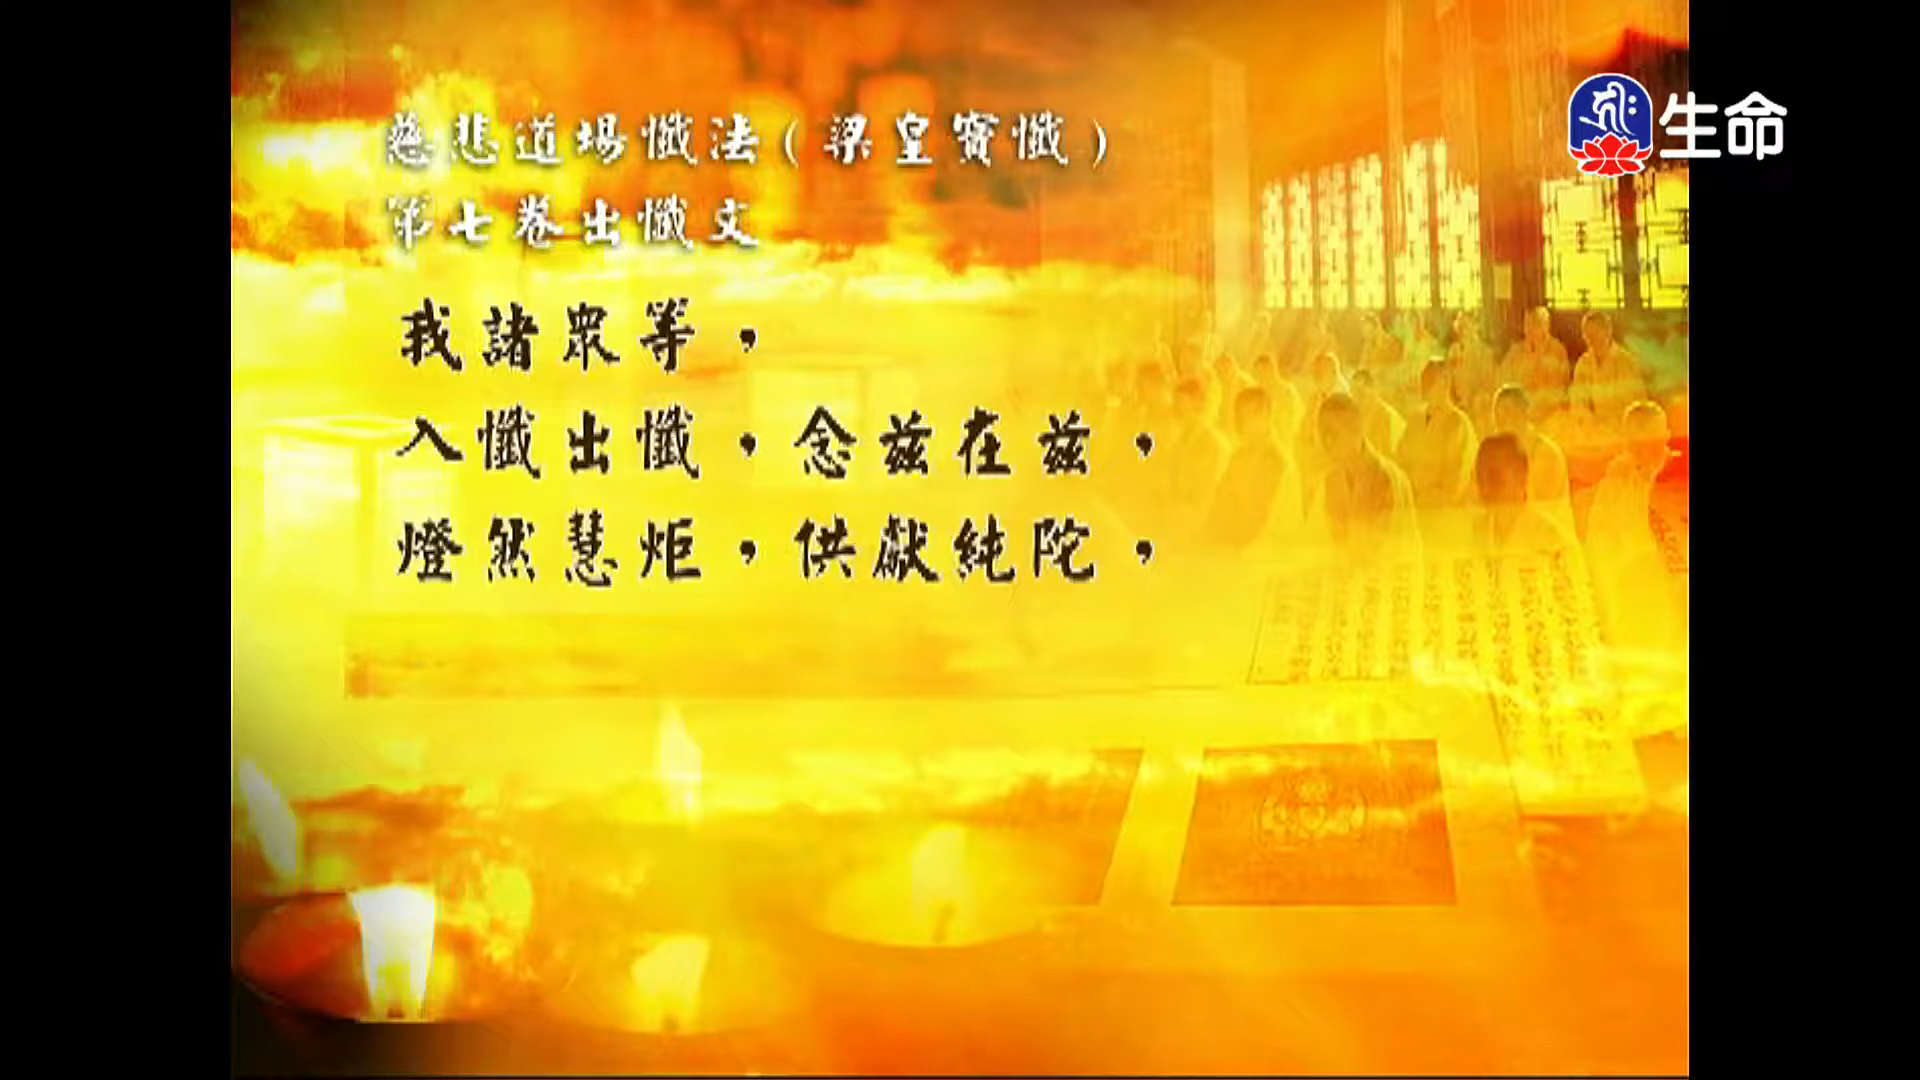 慈悲道場懺法(梁皇寶懺)
第七卷出懺文
我諸眾等，
入懺出懺，念茲在茲，
燈然慧炬，供獻純陀，
生命